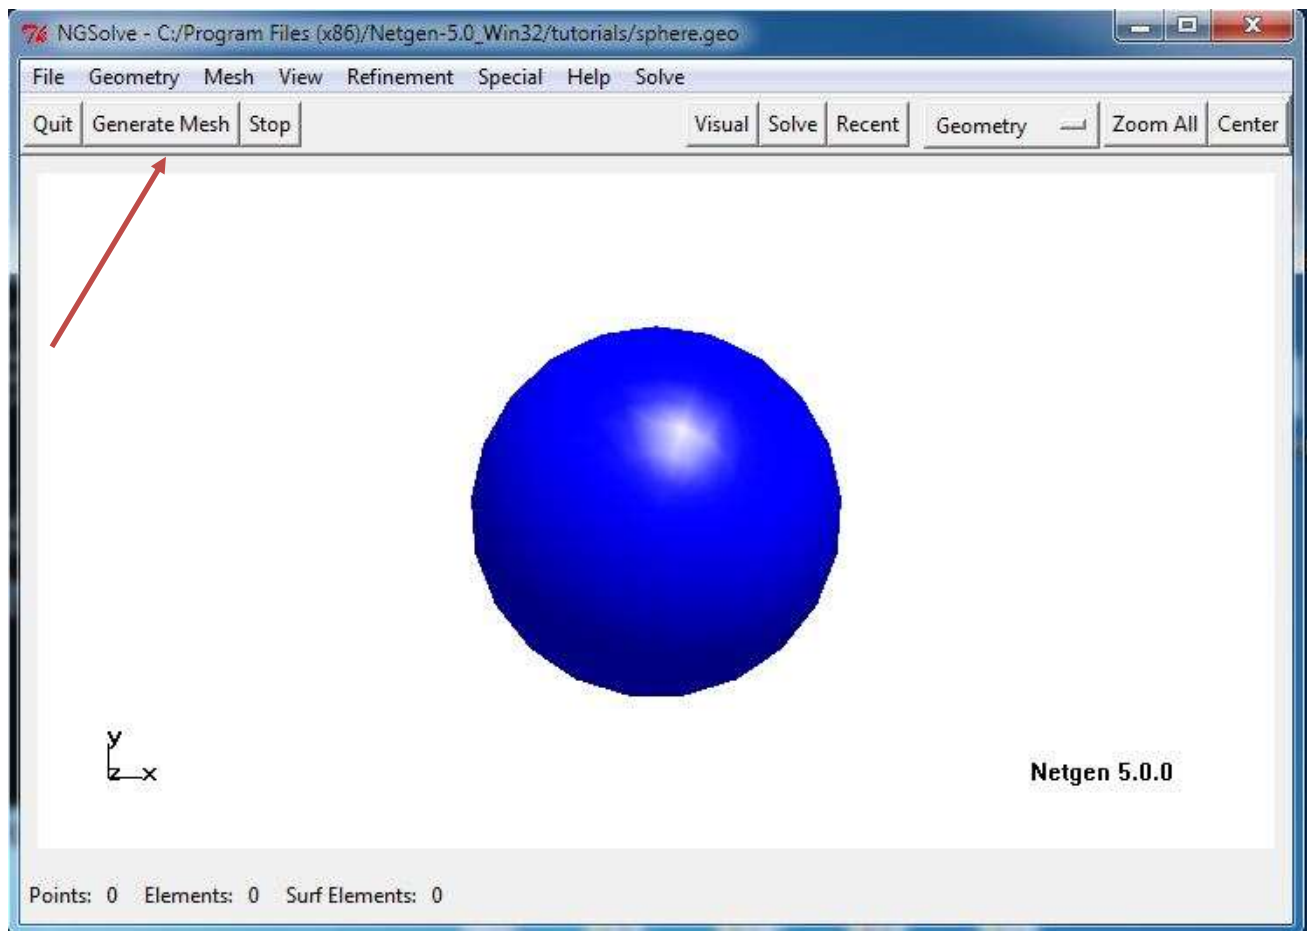 NGSolve - C:/Program Files (x86)/Netgen-5.0_Win32/tutorials/sphere.geo
File Geometry Mesh View Refinement Special Help Solve
Quit Generate Mesh Stop Visual Solve Recent Geometry Zoom All Center
y
z x
Netgen 5.0.0
Points: 0 Elements: 0 Surf Elements: 0